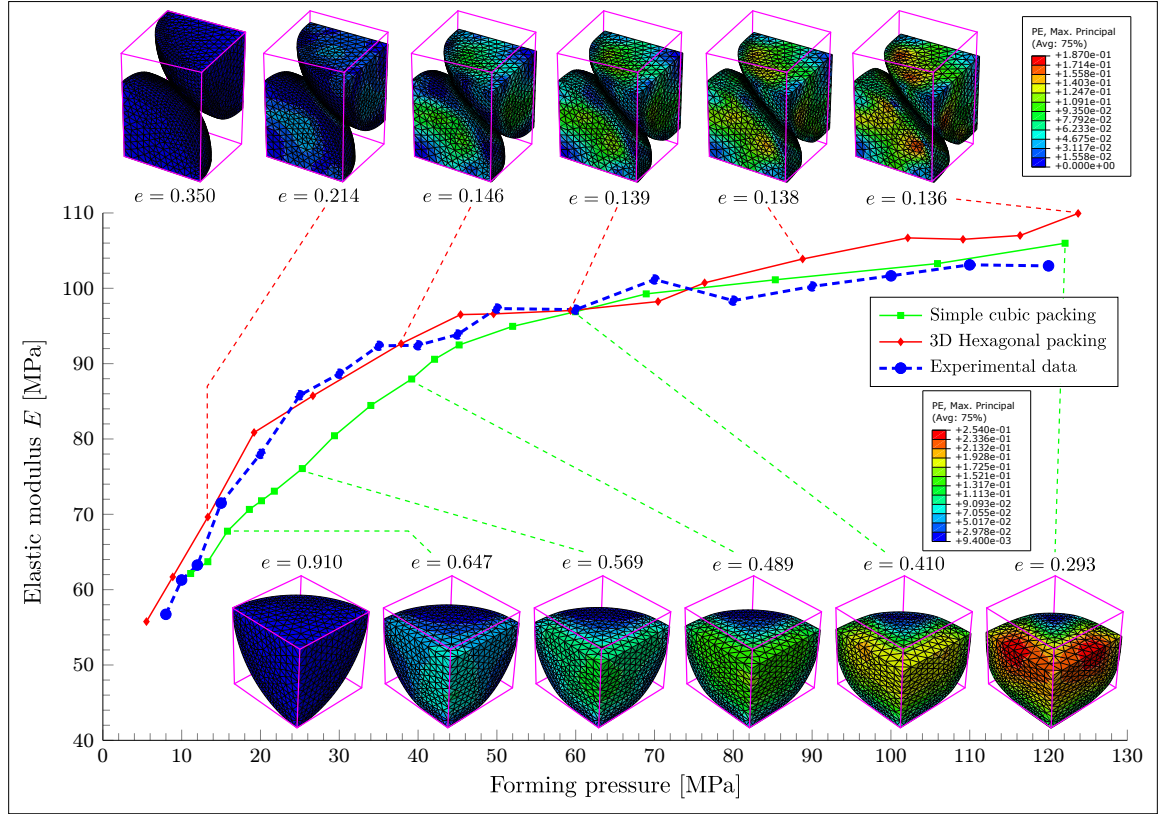 PE, Max. Principal
(Avg: 75%)
+1.870e-01
+1.714e-01
+1.558e-01
+1.403e-01
+1.247e-01
+1.091e-01
+9.350e-02
+7.792e-02
+6.233e-02
+4.675e-02
+3.117e-02
+1.558e-02
+0.000e+00
e = 0.350
e = 0.214
e = 0.146
e = 0.139
e = 0.138
e = 0.136
110
100
90
80
70
60
50
40
Elastic modulus E [MPa]
Simple cubic packing
3D Hexagonal packing
Experimental data
PE, Max. Principal
(Avg: 75%)
+2.540e-01
+2.336e-01
+2.132e-01
+1.928e-01
+1.725e-01
+1.521e-01
+1.317e-01
+1.113e-01
+9.093e-02
+7.055e-02
+5.017e-02
+2.978e-02
+9.400e-03
e = 0.910
e = 0.647
e = 0.569
e = 0.489
e = 0.410
e = 0.293
0 10 20 30 40 50 60 70 80 90 100 110 120 130
Forming pressure [MPa]